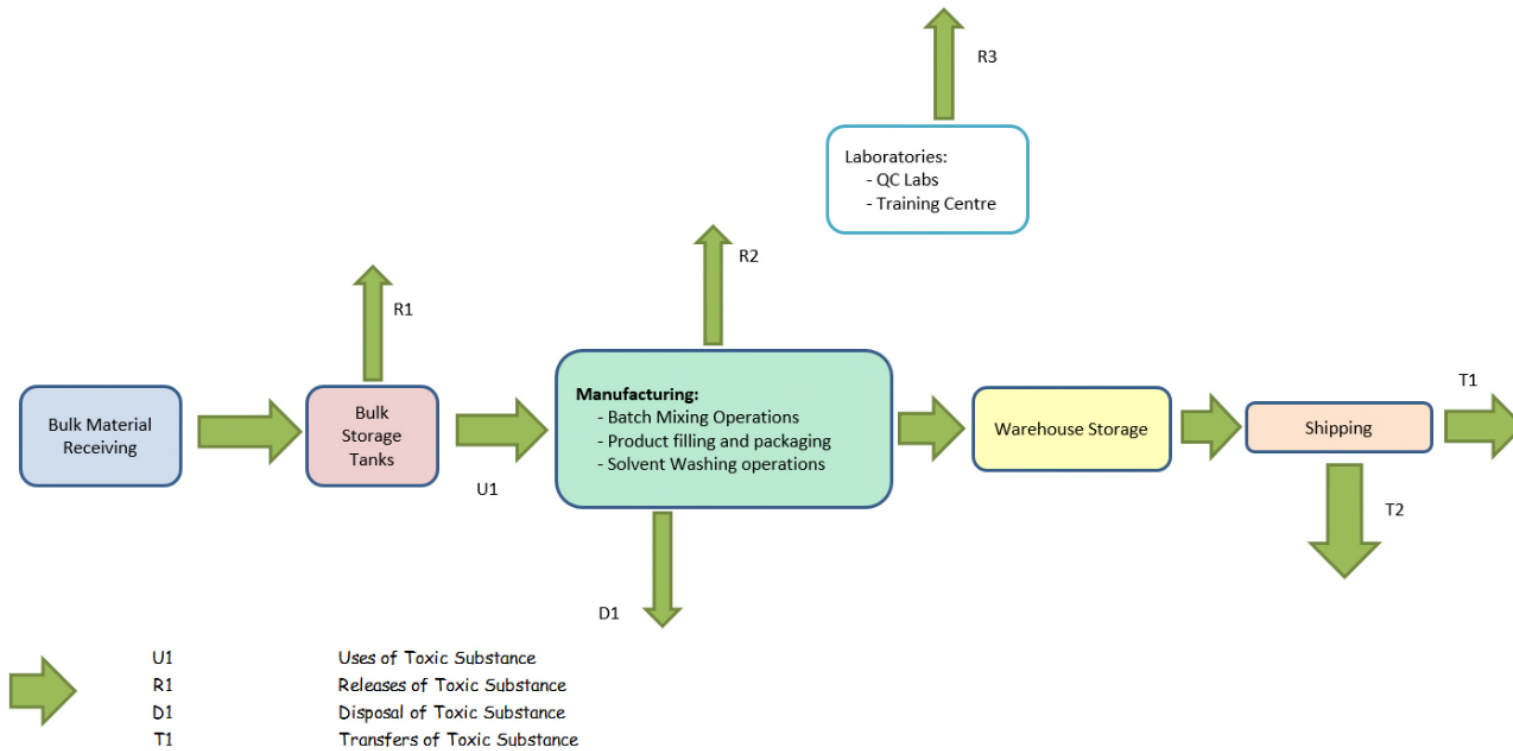 R3
Laboratories:
- QC Labs
- Training Centre
R2
R1
Bulk Material
Receiving
Bulk
Storage
Tanks
U1
Manufacturing:
- Batch Mixing Operations
- Product filling and packaging
- Solvent Washing operations
D1
Warehouse Storage
Shipping
T1
T2
U1 Uses of Toxic Substance
R1 Releases of Toxic Substance
D1 Disposal of Toxic Substance
T1 Transfers of Toxic Substance